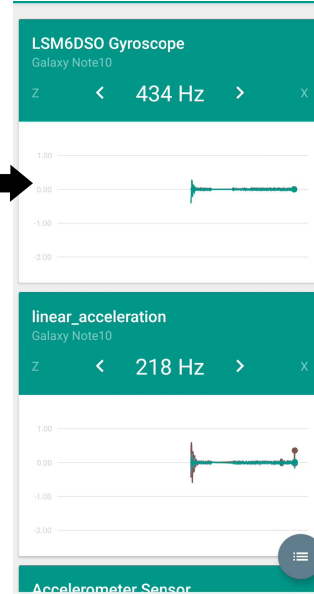 LSM6DSO Gyroscope
Galaxy Note10
Z < 434 Hz > X
1.00
0.00
-1.00
-2.00
linear_acceleration
Galaxy Note10
Z < 218 Hz > X
1.00
0.00
-1.00
-2.00
Accelerometer Sensor